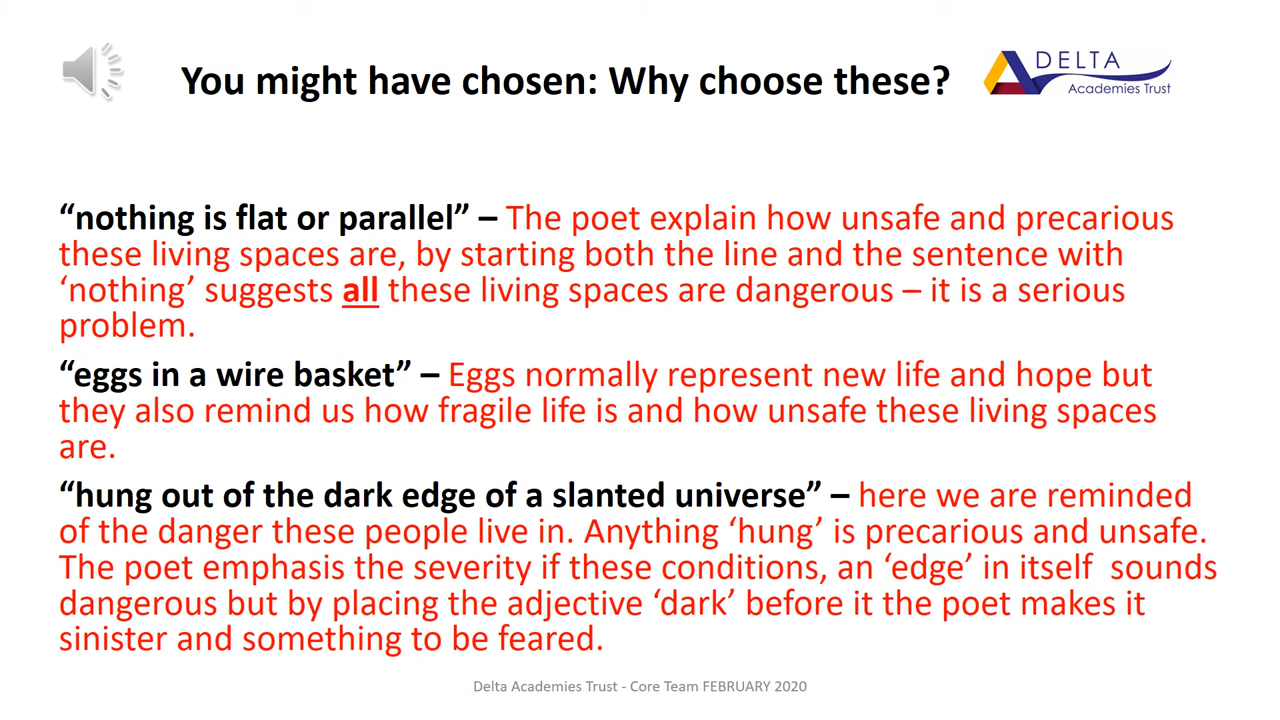 You might have chosen: Why choose these?
DELTA
Academies Trust
“nothing is flat or parallel” – The poet explain how unsafe and precarious
these living spaces are, by starting both the line and the sentence with
‘nothing’ suggests all these living spaces are dangerous – it is a serious
problem.
“eggs in a wire basket” – Eggs normally represent new life and hope but
they also remind us how fragile life is and how unsafe these living spaces
are.
“hung out of the dark edge of a slanted universe” – here we are reminded
of the danger these people live in. Anything ‘hung’ is precarious and unsafe.
The poet emphasis the severity if these conditions, an ‘edge’ in itself  sounds
dangerous but by placing the adjective ‘dark’ before it the poet makes it
sinister and something to be feared.
Delta Academies Trust - Core Team FEBRUARY 2020